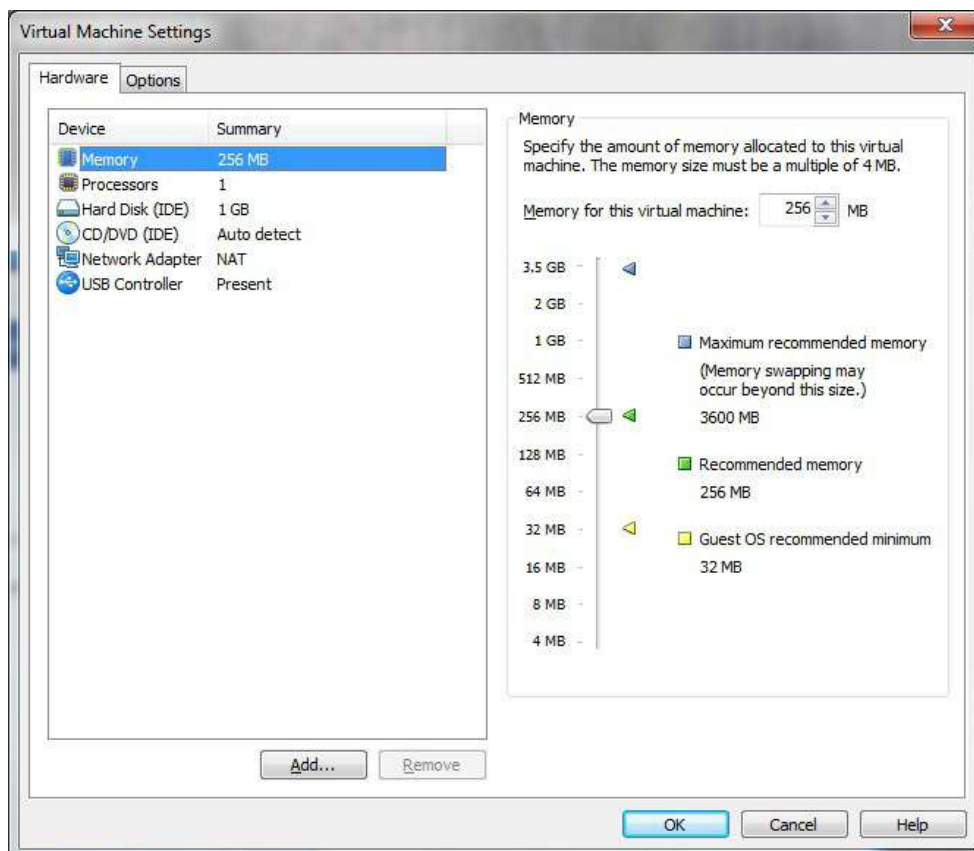 Virtual Machine Settings
Hardware
Options
Device Summary
Memory 256 MB
Processors 1
Hard Disk (IDE) 1 GB
CD/DVD (IDE) Auto detect
Network Adapter NAT
USB Controller Present
Add...
Remove
Memory
Specify the amount of memory allocated to this virtual
machine. The memory size must be a multiple of 4 MB.
Memory for this virtual machine: 256 MB
3.5 GB
2 GB
1 GB
512 MB
256 MB
128 MB
64 MB
32 MB
16 MB
8 MB
4 MB
Maximum recommended memory
(Memory swapping may
occur beyond this size.)
3600 MB
Recommended memory
256 MB
Guest OS recommended minimum
32 MB
OK
Cancel
Help